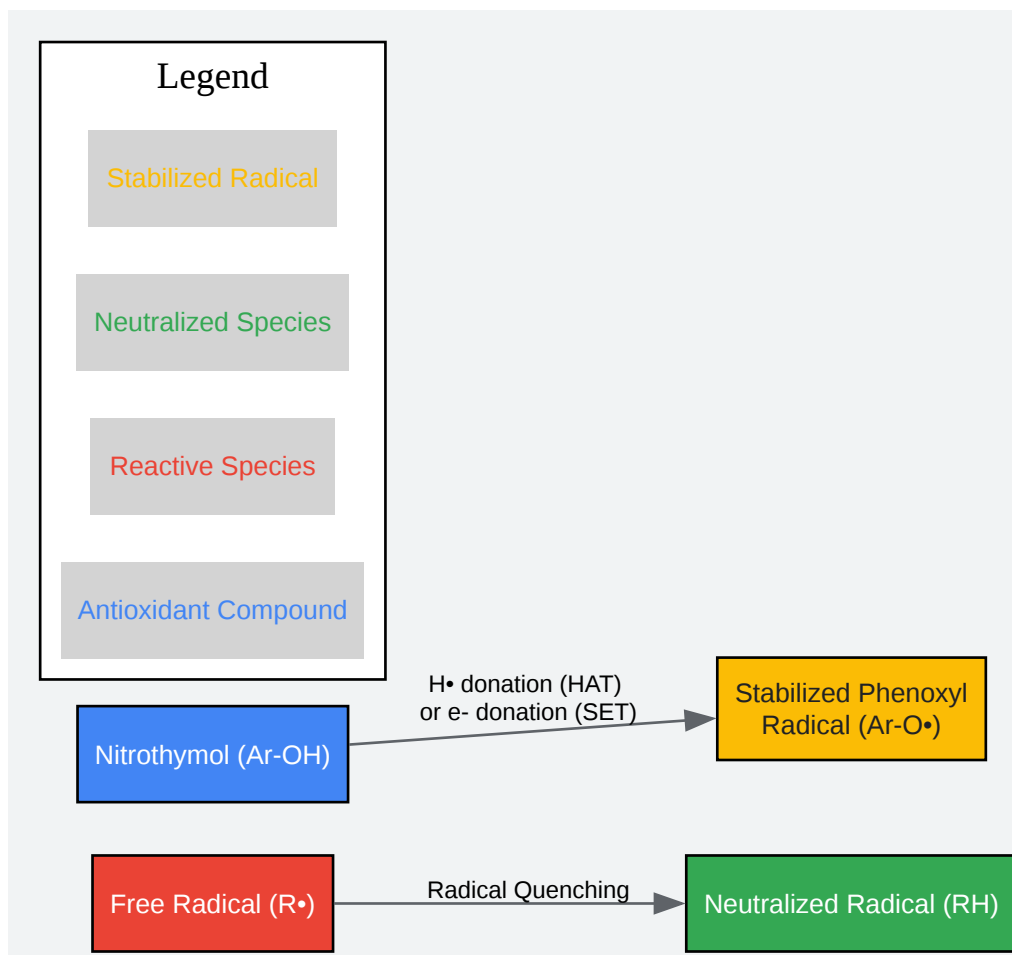 Legend
Stabilized Radical
Neutralized Species
Reactive Species
Antioxidant Compound
H• donation (HAT)
or e- donation (SET)
Nitrothymol (Ar-OH)
Stabilized Phenoxyl
Radical (Ar-O•)
Free Radical (R•)
Radical Quenching
Neutralized Radical (RH)